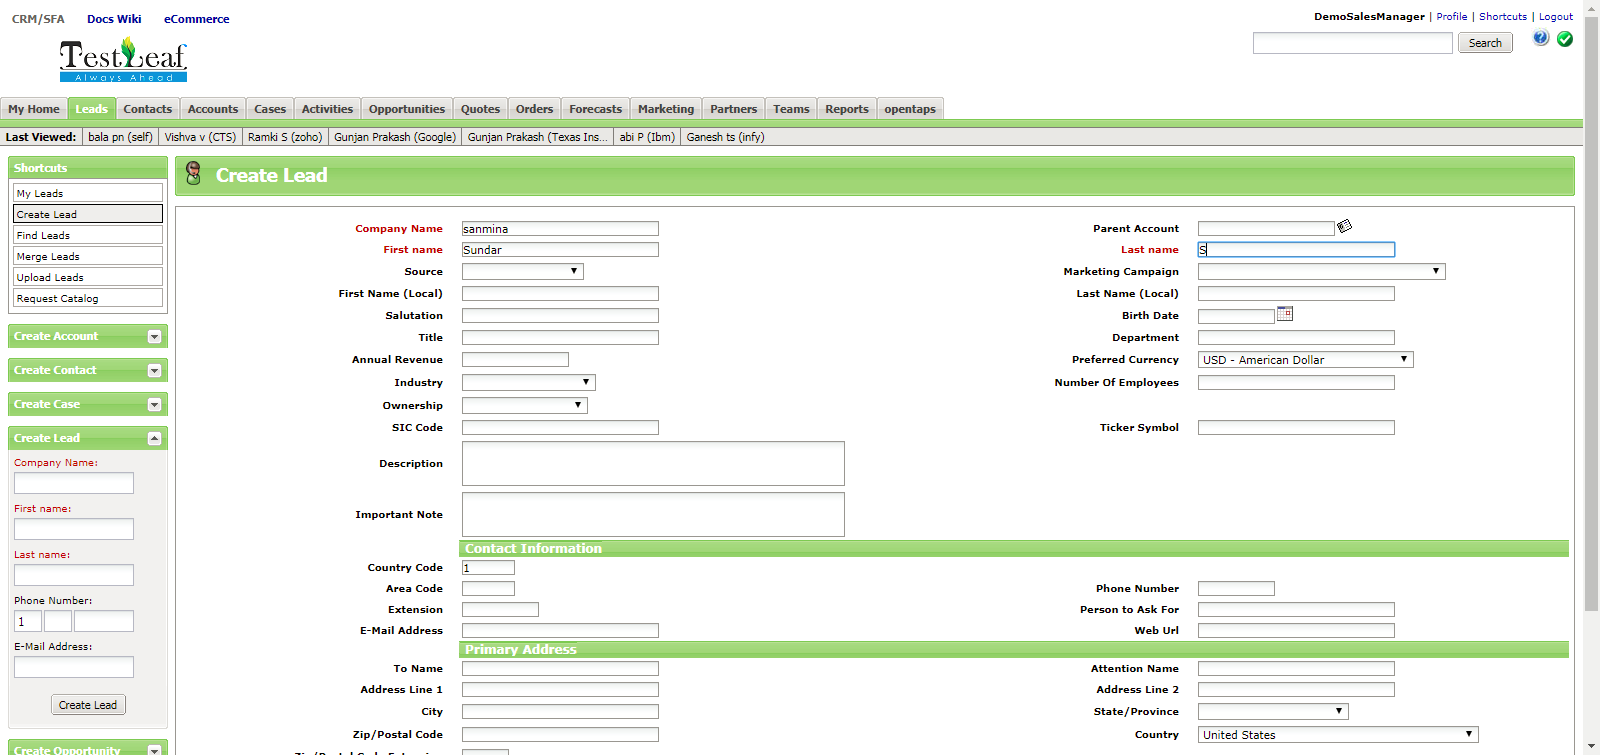 CRM/SFA Docs Wiki eCommerce
DemoSalesManager | Profile | Shortcuts | Logout
TestLeaf
Always Ahead
Search
My Home Leads Contacts Accounts Cases Activities Opportunities Quotes Orders Forecasts Marketing Partners Teams Reports opentaps
Last Viewed: bala pn (self) Vishva v (CTS) Ramki S (zoho) Gunjan Prakash (Google) Gunjan Prakash (Texas Ins... abi P (Ibm) Ganesh ts (infy)
Shortcuts
My Leads
Create Lead
Find Leads
Merge Leads
Upload Leads
Request Catalog
Create Account
Create Contact
Create Case
Create Lead
Company Name:
First name:
Last name:
Phone Number:
1
E-Mail Address:
Create Lead
Create Opportunity
Create Lead
Company Name sanmina Parent Account
First name Sundar Last name S
Source Marketing Campaign
First Name (Local) Last Name (Local)
Salutation Birth Date
Title Department
Annual Revenue Preferred Currency USD - American Dollar
Industry Number Of Employees
Ownership
SIC Code Ticker Symbol
Description
Important Note
Contact Information
Country Code 1
Area Code Phone Number
Extension Person to Ask For
E-Mail Address Web Url
Primary Address
To Name Attention Name
Address Line 1 Address Line 2
City State/Province
Zip/Postal Code Country United States
Zip/Postal Code Extension